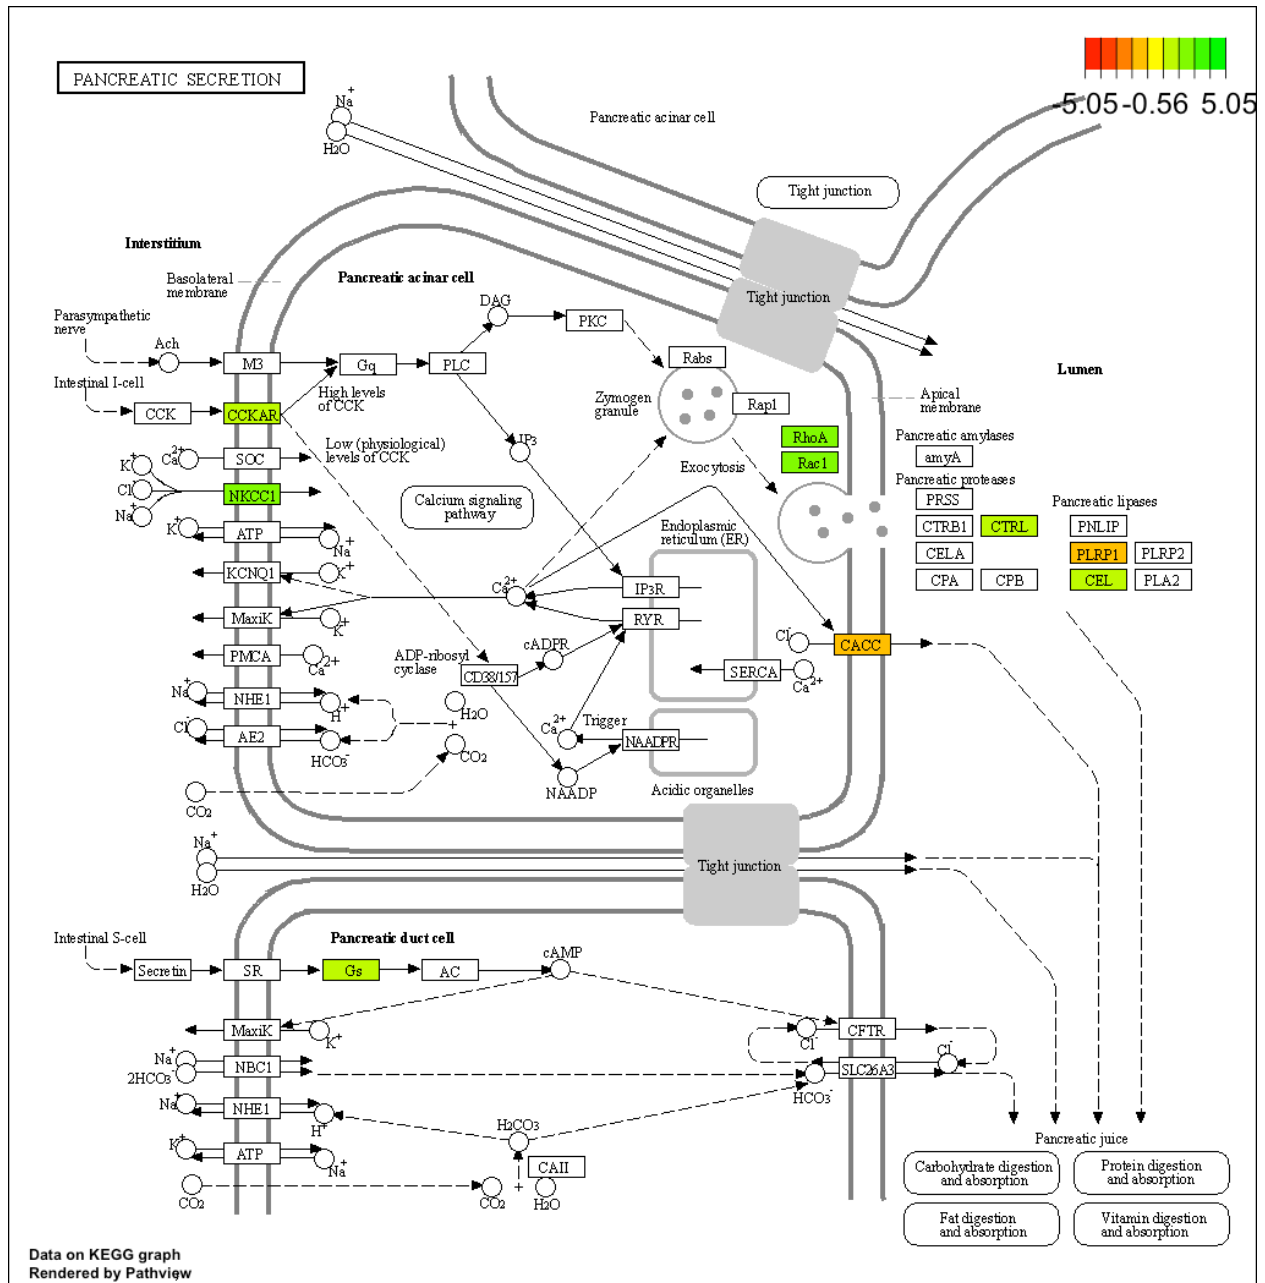 PANCREATIC SECRETION
-5.05
-0.56
5.05
Na+
H2O
Pancreatic acinar cell
Tight junction
Interstitium
Basolateral
membrane
Pancreatic acinar cell
Tight junction
Parasympathetic
nerve
Ach
M3
Gq
PLC
DAG
PKC
Rabs
Lumen
Intestinal I-cell
CCK
CCKAR
High levels
of CCK
Zymogen
granule
Rap1
Apical
membrane
Low (physiological)
levels of CCK
IP3
RhoA
Rac1
Exocytosis
Pancreatic amylases
amyA
Pancreatic proteases
PRSS
CTRB1
CTRL
CELA
CPA
CPB
Pancreatic lipases
PNLIP
PLRP1
PLRP2
CEL
PLA2
K+
Ca2+
SOC
Cl-
NKCC1
Na+
K+
ATP
Na+
Calcium signaling
pathway
Endoplasmic
reticulum (ER)
KCNQ1
K+
Ca2+
IP3R
MaxiK
K+
RYR
PMCA
Ca2+
ADP-ribosyl
cyclase
cADPR
CD38/157
SERCA
Ca2+
Cl-
CACC
Na+
NHE1
H+
H2O
Cl-
AE2
HCO3-
CO2
Ca2+
Trigger
NAADPR
NAADP
Acidic organelles
CO2
Na+
H2O
Tight junction
Intestinal S-cell
Pancreatic duct cell
Secretin
SR
Gs
AC
cAMP
MaxiK
K+
Cl-
CFTR
Na+
2HCO3-
NBC1
HCO3-
SLC26A3
Cl-
Na+
NHE1
H+
H2CO3
K+
ATP
Na+
CAII
+
H2O
CO2
CO2
Pancreatic juice
Carbohydrate digestion
and absorption
Protein digestion
and absorption
Fat digestion
and absorption
Vitamin digestion
and absorption
Data on KEGG graph
Rendered by Pathview